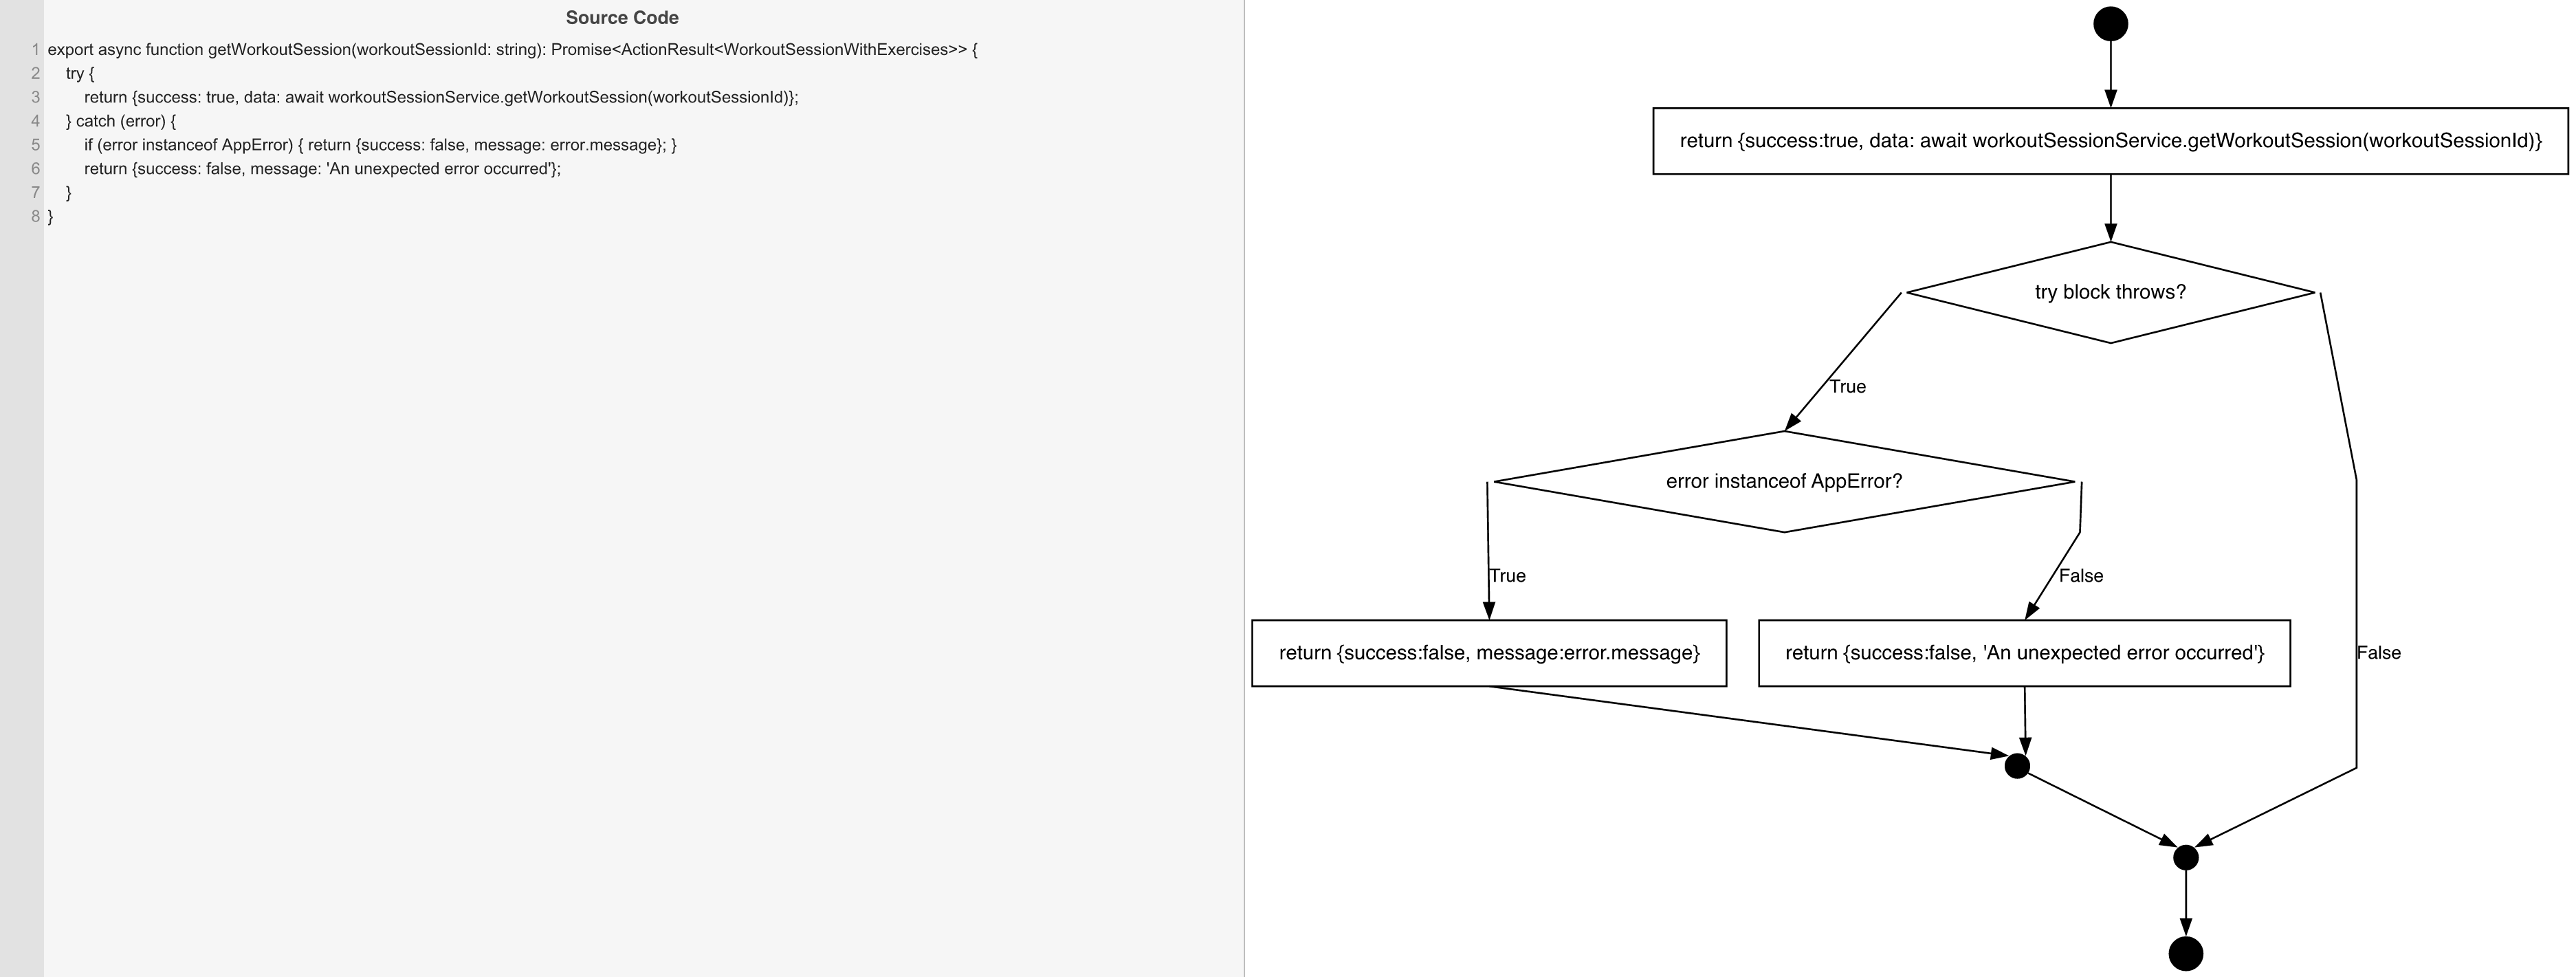 Source Code
1 export async function getWorkoutSession(workoutSessionId: string): Promise<ActionResult<WorkoutSessionWithExercises>> {
2 try {
3 return {success: true, data: await workoutSessionService.getWorkoutSession(workoutSessionId)};
4 } catch (error) {
5 if (error instanceof AppError) { return {success: false, message: error.message}; }
6 return {success: false, message: 'An unexpected error occurred'};
7 }
8 }
return {success:true, data: await workoutSessionService.getWorkoutSession(workoutSessionId)}
try block throws?
True
error instanceof AppError?
True
False
return {success:false, message:error.message}
return {success:false, 'An unexpected error occurred'}
False